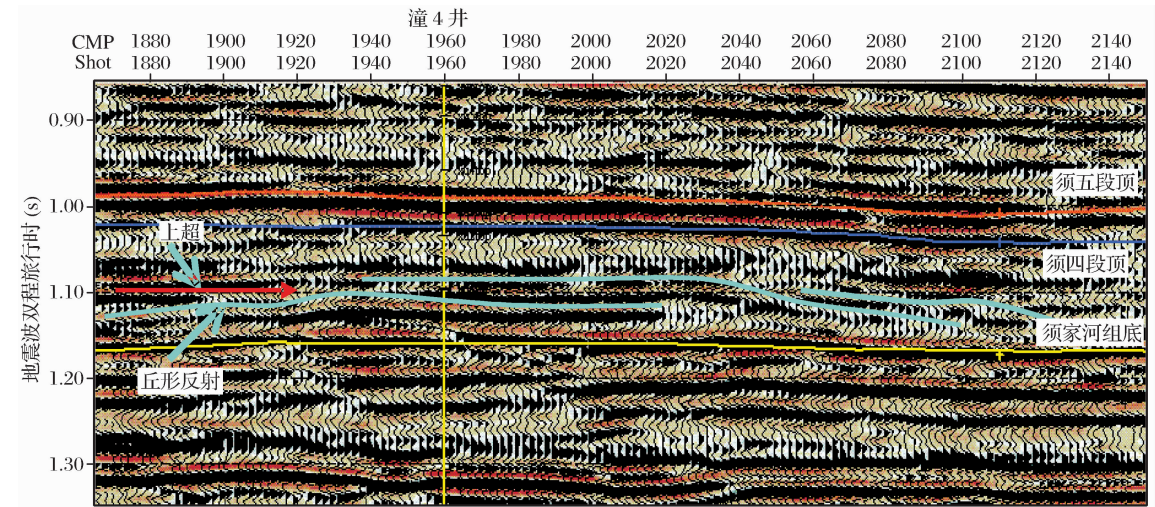 潼4井
CMP 1880 1900 1920 1940 1960 1980 2000 2020 2040 2060 2080 2100 2120 2140
Shot 1880 1900 1920 1940 1960 1980 2000 2020 2040 2060 2080 2100 2120 2140
0.90
须五段顶
1.00
上超
须四段顶
1.10
须家河组底
丘形反射
1.20
1.30
地震波双程旅行时 (s)